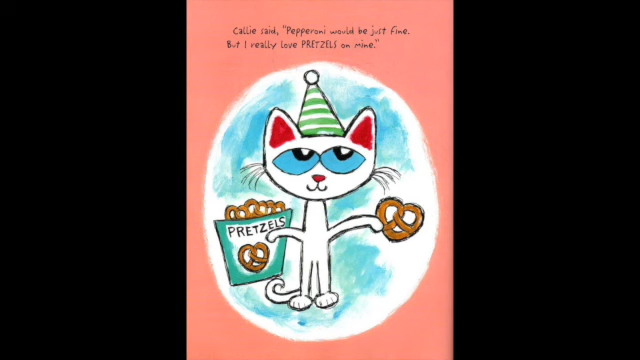 Callie said, "Pepperoni would be just fine.
But I really love PRETZELS on mine."
PRETZELS